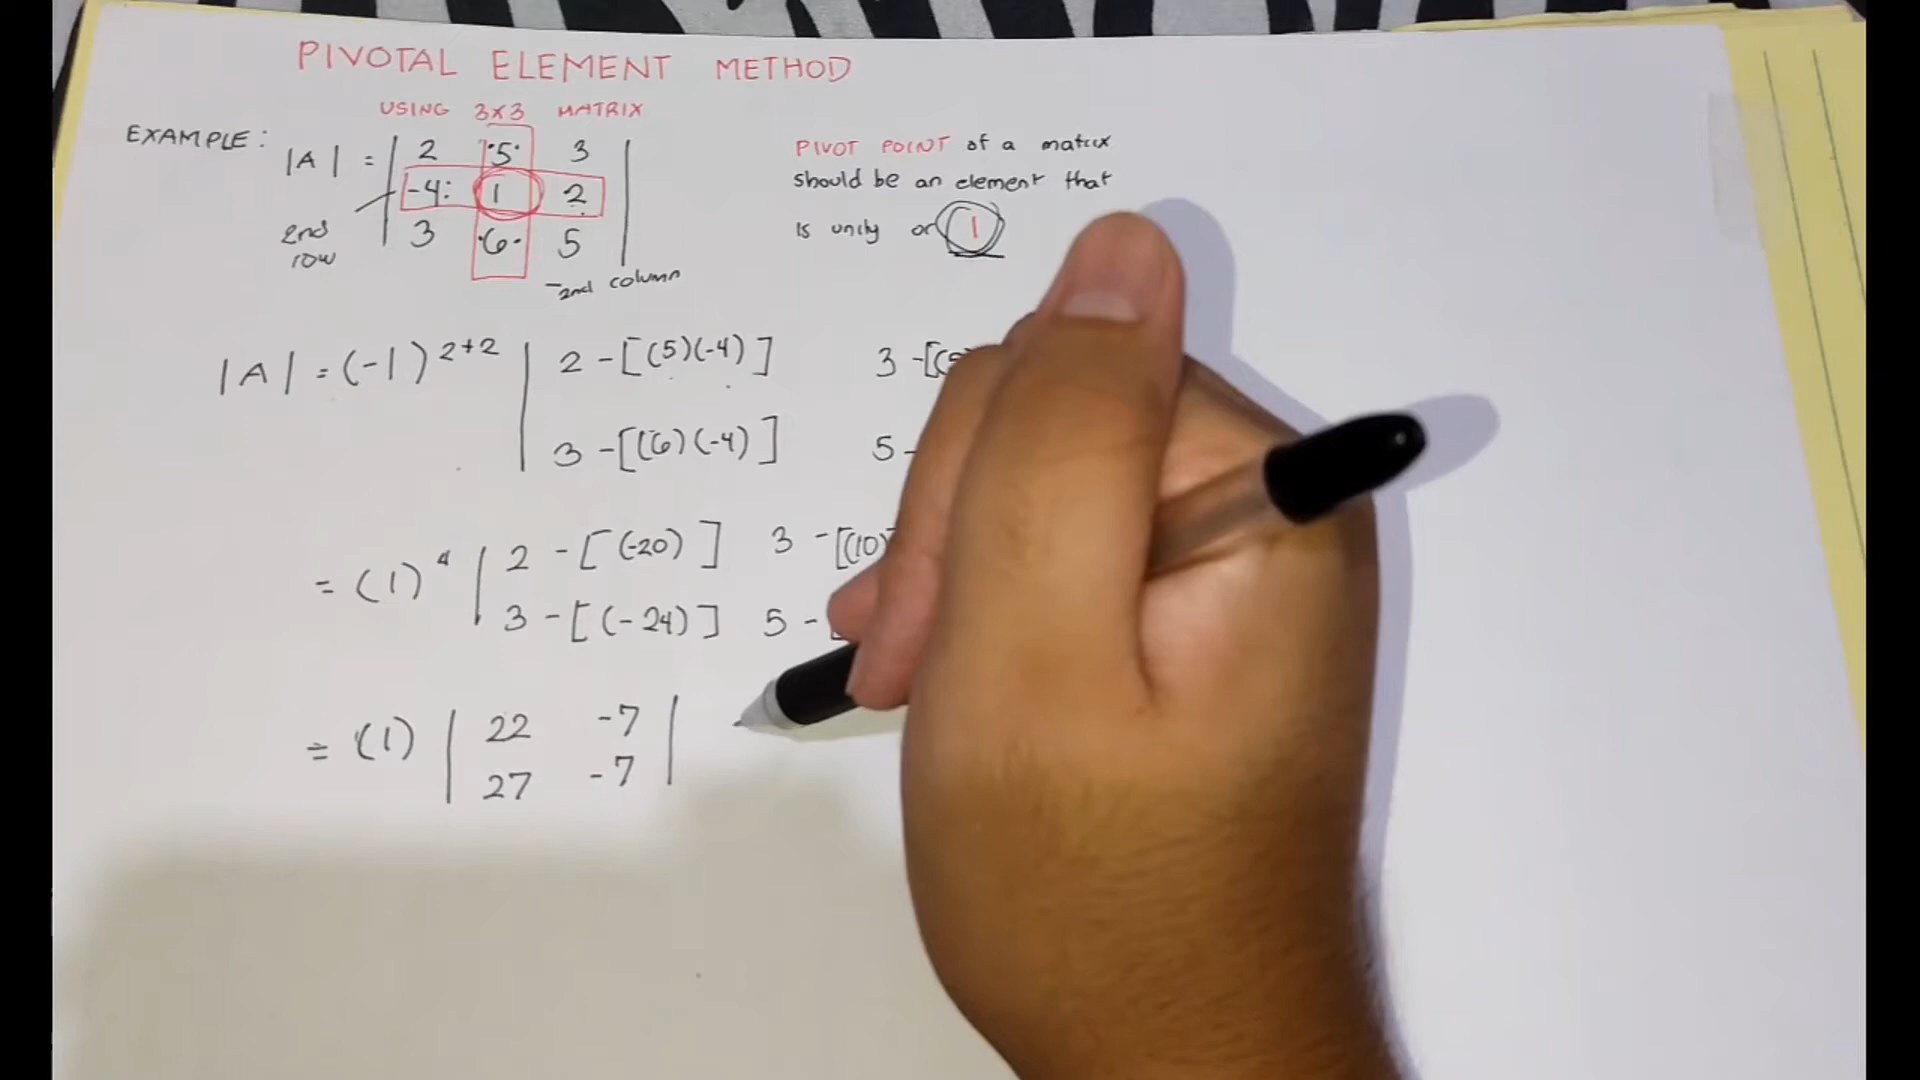 PIVOTAL ELEMENT METHOD
USING 3X3 MATRIX
EXAMPLE:
|A| = | 2 5 3 |
-4 1 2
3 6 5
2nd
row
2nd column
PIVOT POINT of a matrix
should be an element that
is unity or 1
|A| = (-1)^2+2 | 2 -[(5)(-4)] 3 -[(
3 -[(6)(-4)] 5 -
= (1)^4 | 2 - [(-20)] 3 - [(10)
3 - [(-24)] 5 - [
= (1) | 22 -7 |
27 -7